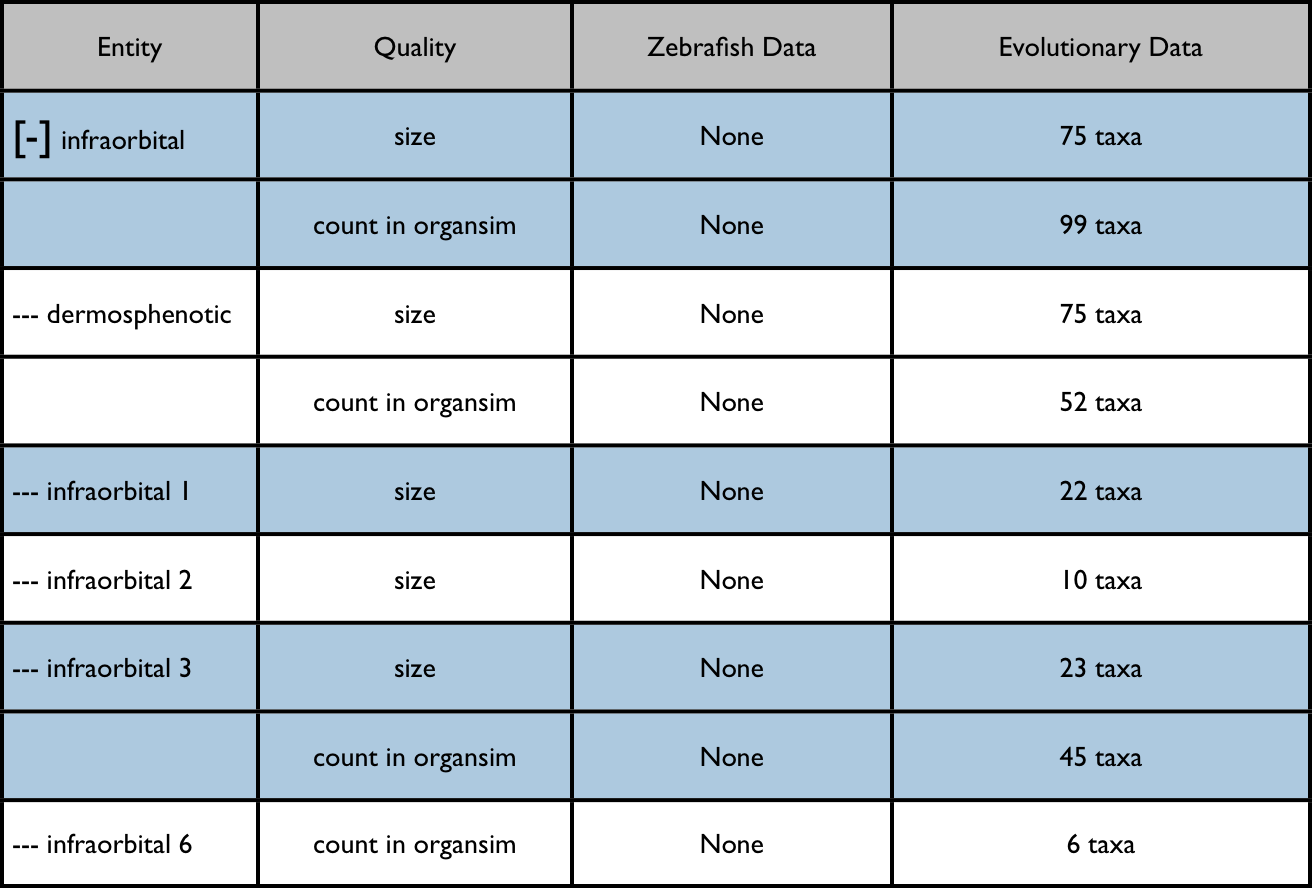 Entity Quality Zebrafish Data Evolutionary Data
[-] infraorbital size None 75 taxa
count in organsim None 99 taxa
--- dermosphenotic size None 75 taxa
count in organsim None 52 taxa
--- infraorbital 1 size None 22 taxa
--- infraorbital 2 size None 10 taxa
--- infraorbital 3 size None 23 taxa
count in organsim None 45 taxa
--- infraorbital 6 count in organsim None 6 taxa